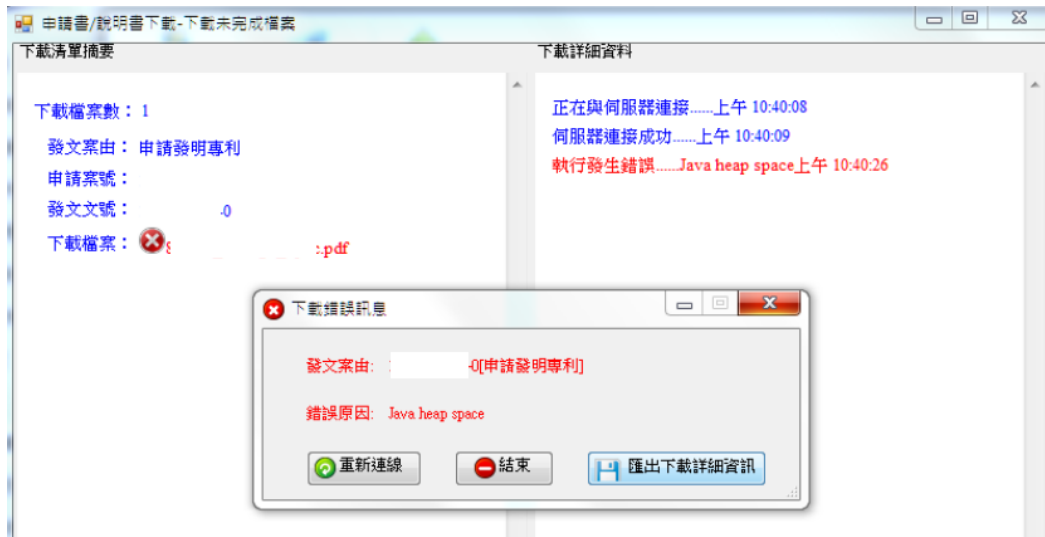 申請書/說明書下載-下載未完成檔案
下載清單摘要
下載檔案數：1
發文案由：申請發明專利
申請案號：
發文文號：-0
下載檔案：.pdf
下載詳細資料
正在與伺服器連接......上午 10:40:08
伺服器連接成功......上午 10:40:09
執行發生錯誤......Java heap space上午 10:40:26
下載錯誤訊息
發文案由: -0[申請發明專利]
錯誤原因: Java heap space
重新連線
結束
匯出下載詳細資訊